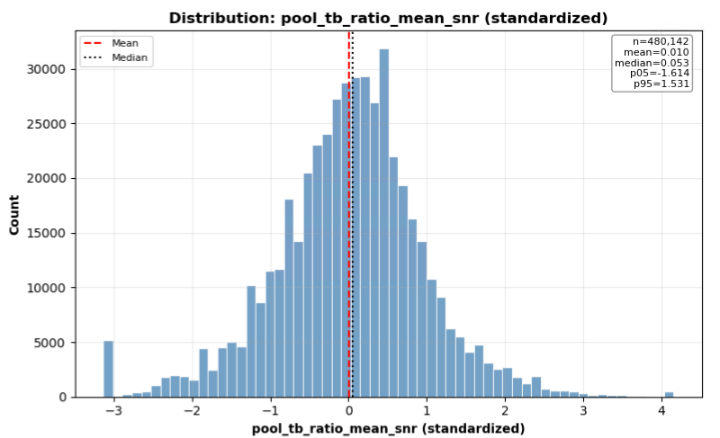 Distribution: pool_tb_ratio_mean_snr (standardized)
Mean
Median
n=480,142
mean=0.010
median=0.053
p05=-1.614
p95=1.531
Count
30000
25000
20000
15000
10000
5000
0
−3
−2
−1
0
1
2
3
4
pool_tb_ratio_mean_snr (standardized)